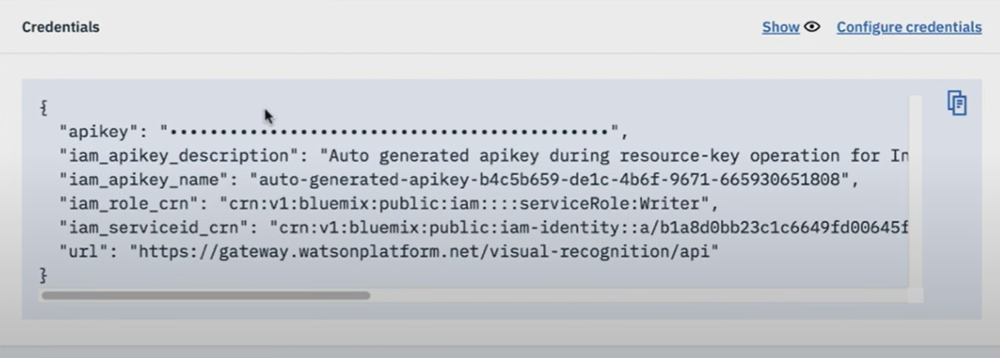 Credentials
Show Configure credentials
{
"apikey": "••••••••••••••••••••••••••••••••••••••••••••",
"iam_apikey_description": "Auto generated apikey during resource-key operation for In
"iam_apikey_name": "auto-generated-apikey-b4c5b659-de1c-4b6f-9671-665930651808",
"iam_role_crn": "crn:v1:bluemix:public:iam::::serviceRole:Writer",
"iam_serviceid_crn": "crn:v1:bluemix:public:iam-identity::a/b1a8d0bb23c1c6649fd00645f
"url": "https://gateway.watsonplatform.net/visual-recognition/api"
}